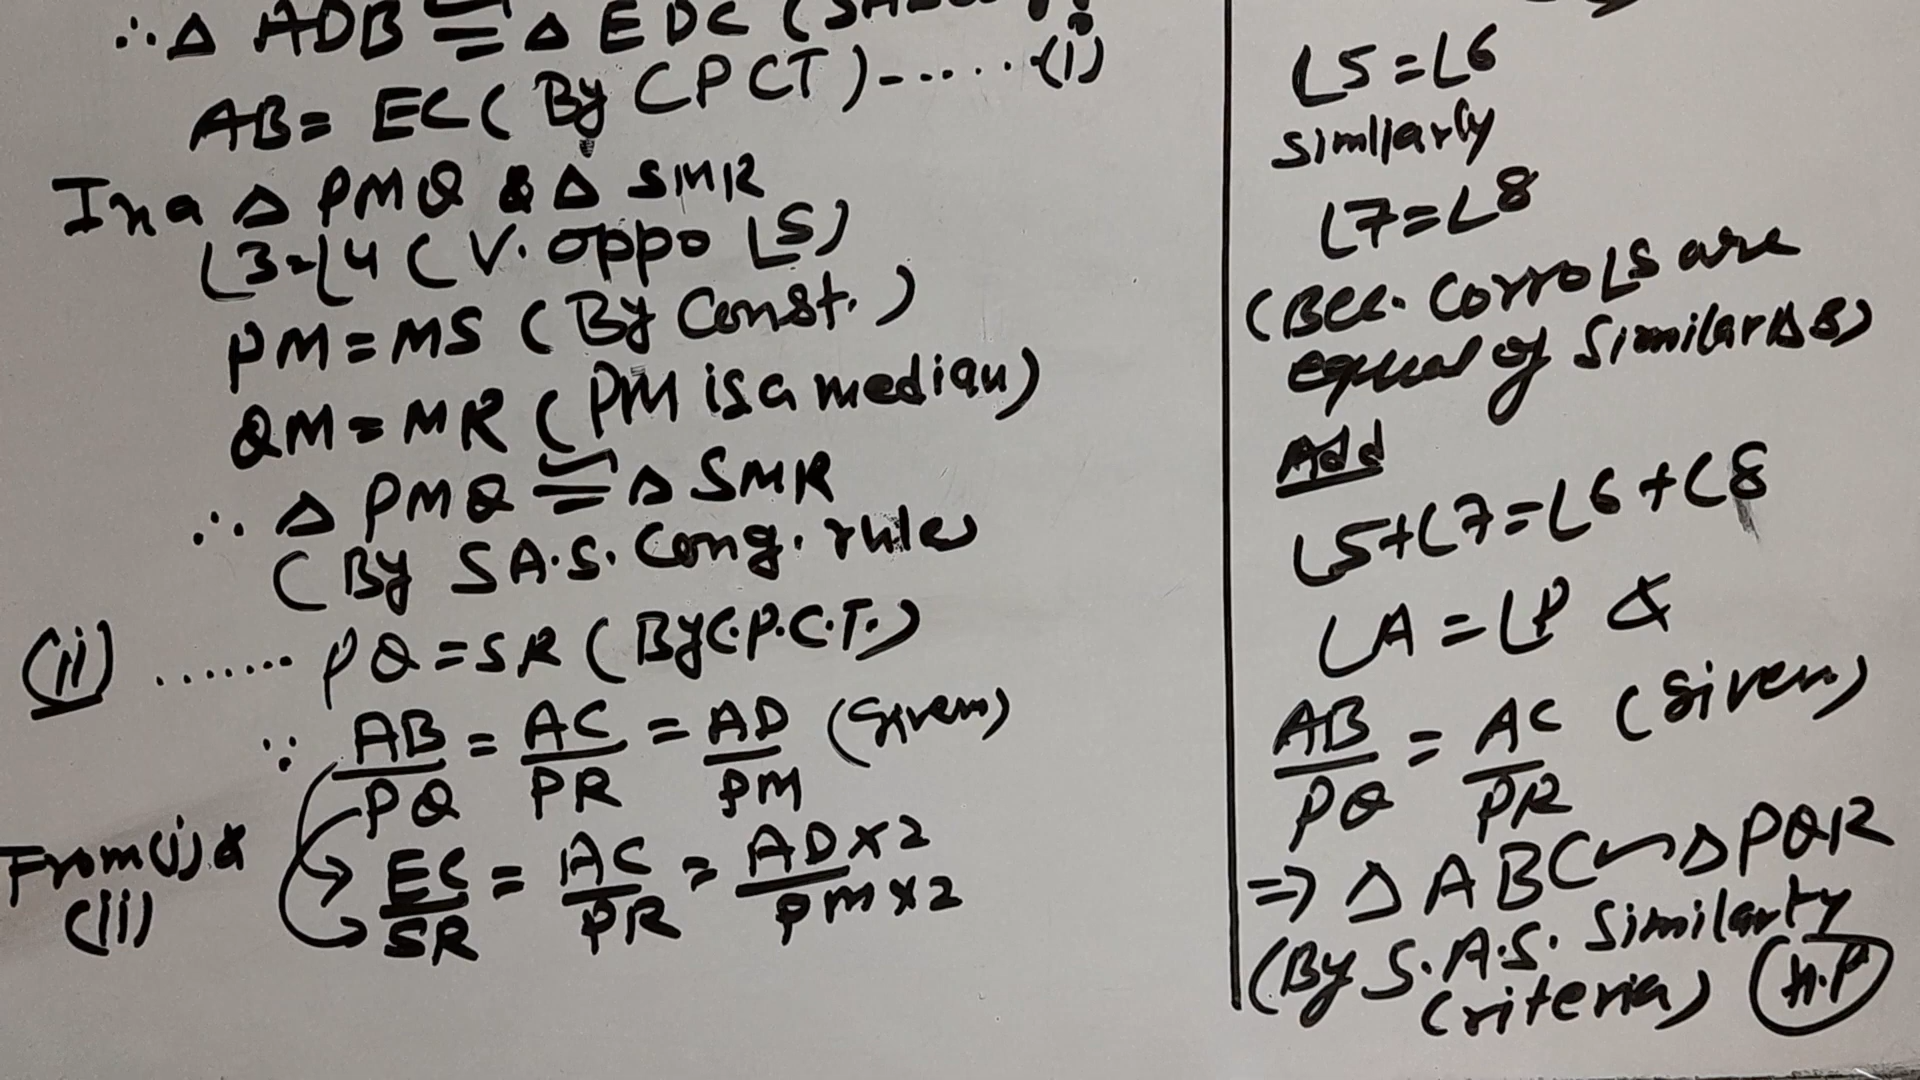 ∴ Δ ADB ≅ Δ EDC (
AB = EC ( By CPCT ) - ..... (i)
In a Δ PMQ & Δ SMR
∠3 = ∠4 ( V. oppo ∠S)
PM = MS ( By Const. )
QM = MR ( PM is a median)
∴ Δ PMQ ≅ Δ SMR
( By S A.S. Cong. rule
(ii) ....... PQ = SR ( By C.P.C.T. )
∵ AB/PQ = AC/PR = AD/PM (Given)
From (i) & (ii) EC/SR = AC/PR = AD×2/PM×2
∠5 = ∠6
Similiarly
∠7 = ∠8
(Bec. Corro ∠S are
equal of Similar ΔS)
Add
∠5+∠7 = ∠6+∠8
∠A = ∠P &
AB/PQ = AC/PR (Given)
⇒ Δ ABC ~ Δ PQR
(By S.A.S. Similarity
Criteria) H.P